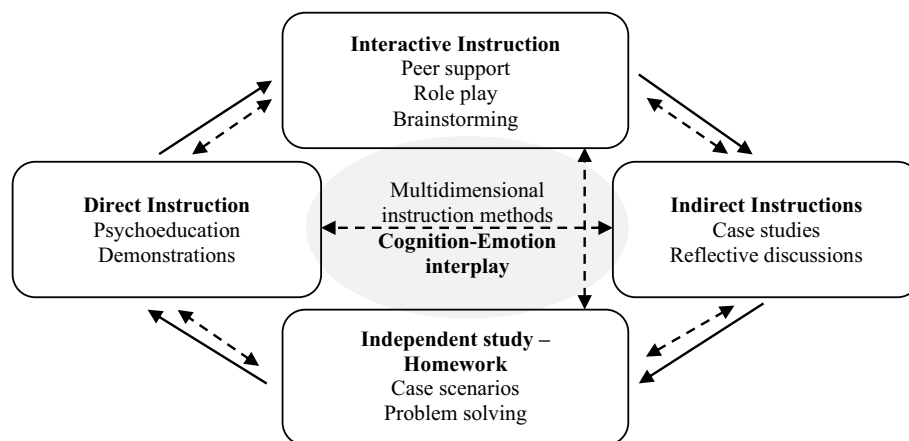 Interactive Instruction
Peer support
Role play
Brainstorming
Direct Instruction
Psychoeducation
Demonstrations
Multidimensional
instruction methods
Cognition-Emotion
interplay
Indirect Instructions
Case studies
Reflective discussions
Independent study –
Homework
Case scenarios
Problem solving